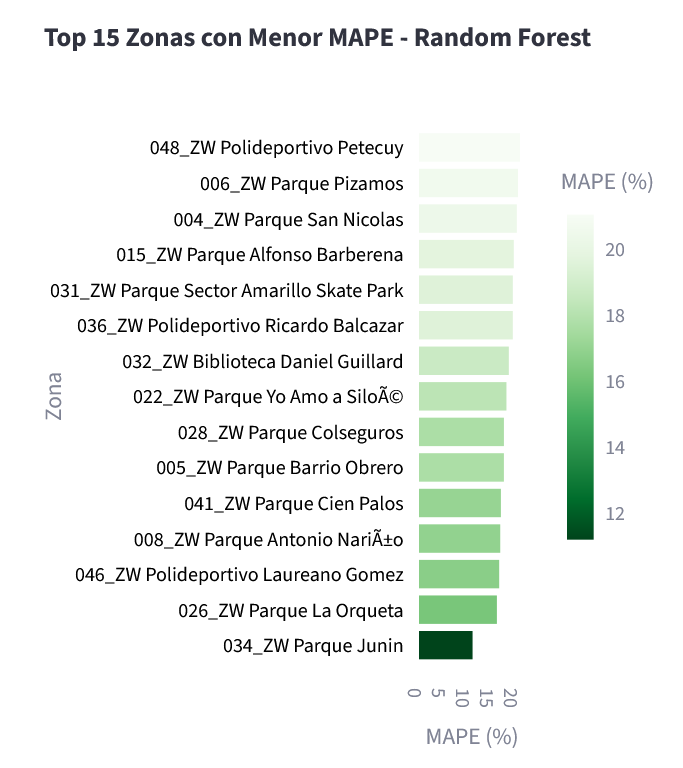 Top 15 Zonas con Menor MAPE - Random Forest
048_ZW Polideportivo Petecuy
006_ZW Parque Pizamos
004_ZW Parque San Nicolas
015_ZW Parque Alfonso Barberena
031_ZW Parque Sector Amarillo Skate Park
036_ZW Polideportivo Ricardo Balcazar
032_ZW Biblioteca Daniel Guillard
022_ZW Parque Yo Amo a SiloÃ©
028_ZW Parque Colseguros
005_ZW Parque Barrio Obrero
041_ZW Parque Cien Palos
008_ZW Parque Antonio NariÃ±o
046_ZW Polideportivo Laureano Gomez
026_ZW Parque La Orqueta
034_ZW Parque Junin
Zona
0 5 10 15 20
MAPE (%)
MAPE (%)
20
18
16
14
12